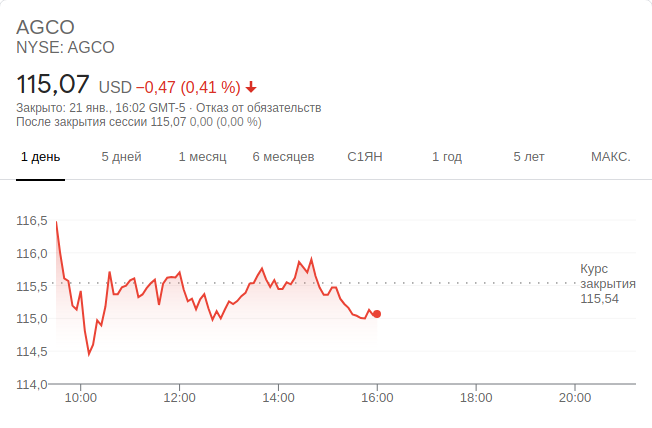 AGCO
NYSE: AGCO
115,07 USD −0,47 (0,41 %)
Закрыто: 21 янв., 16:02 GMT-5 · Отказ от обязательств
После закрытия сессии 115,07 0,00 (0,00 %)
1 день 5 дней 1 месяц 6 месяцев С1ЯН 1 год 5 лет МАКС.
116,5
116,0
115,5
115,0
114,5
114,0
Курс
закрытия
115,54
10:00 12:00 14:00 16:00 18:00 20:00